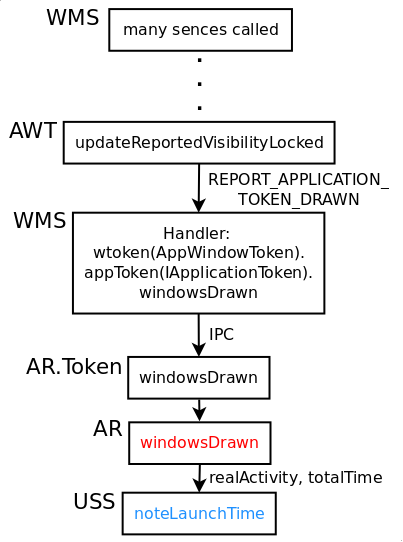 WMS
many sences called
AWT
updateReportedVisibilityLocked
REPORT_APPLICATION_
TOKEN_DRAWN
WMS
Handler:
wtoken(AppWindowToken).
appToken(IApplicationToken).
windowsDrawn
IPC
AR.Token
windowsDrawn
AR
windowsDrawn
realActivity, totalTime
USS
noteLaunchTime